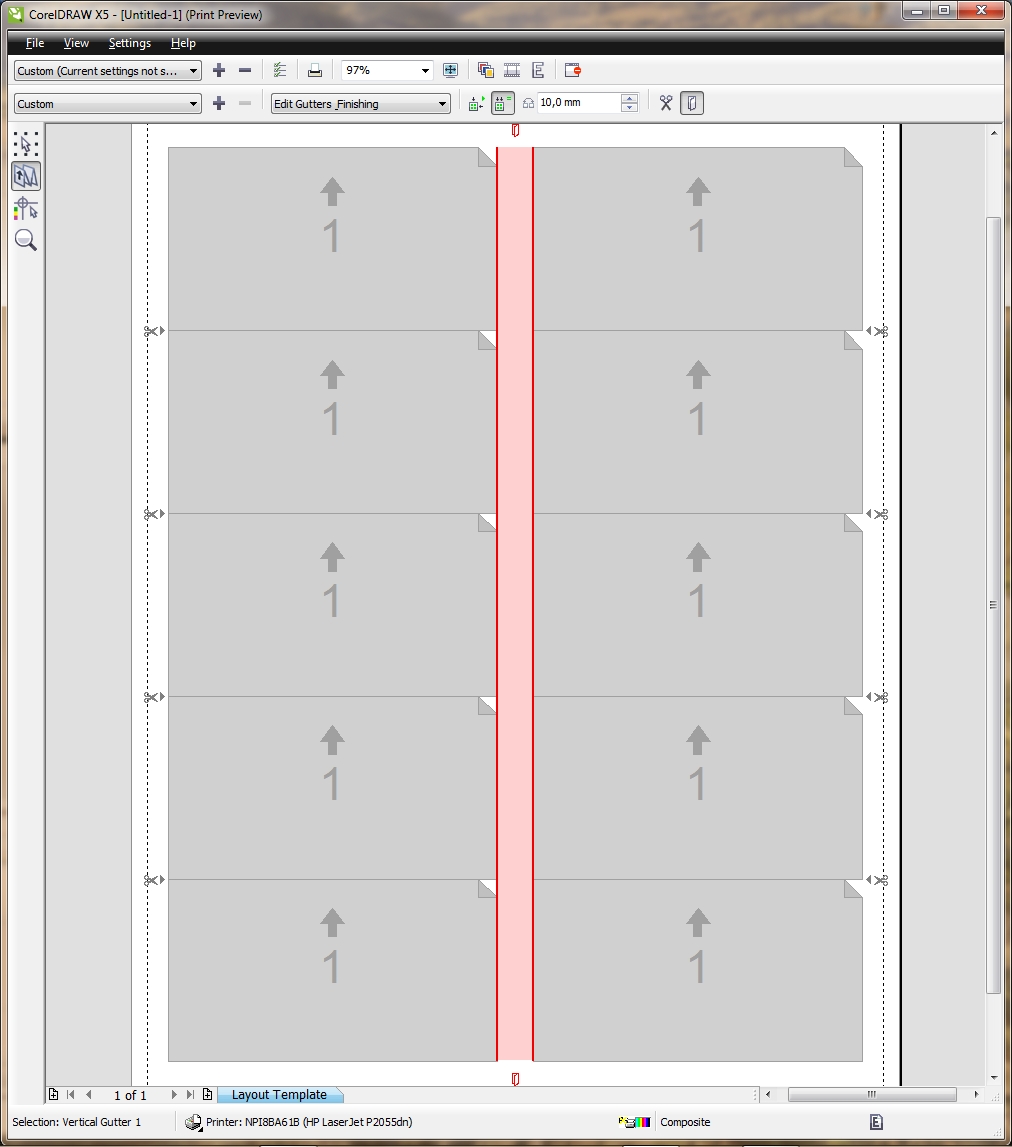 CorelDRAW X5 - [Untitled-1] (Print Preview)
File View Settings Help
Custom (Current settings not s... 97%
Custom Edit Gutters _Finishing 10,0 mm
1 1
1 1
1 1
1 1
1 1
1 of 1 Layout Template
Selection: Vertical Gutter 1 Printer: NPI8BA61B (HP LaserJet P2055dn) Composite